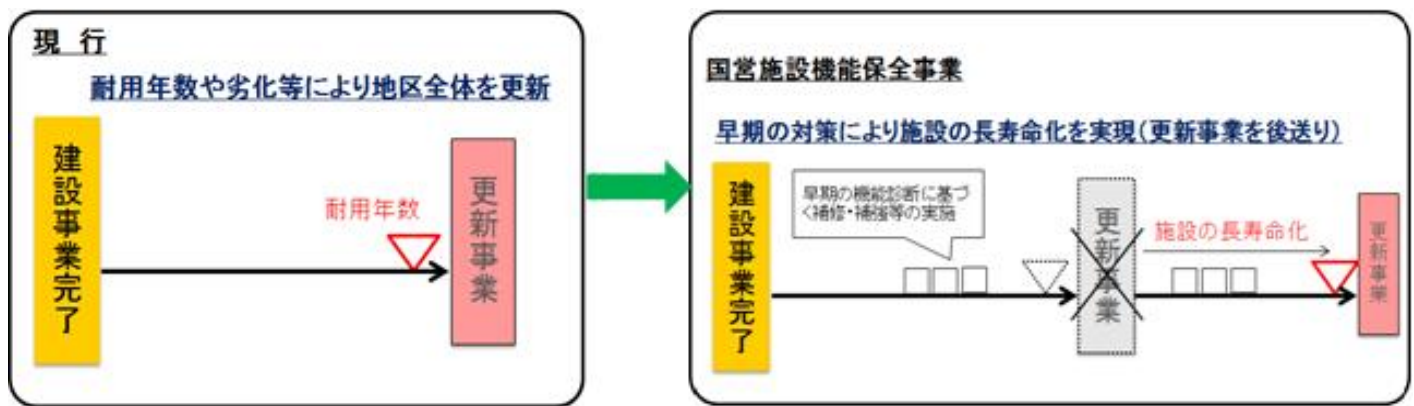 現 行
耐用年数や劣化等により地区全体を更新
建設事業完了
耐用年数
更新事業
国営施設機能保全事業
早期の対策により施設の長寿命化を実現(更新事業を後送り)
建設事業完了
早期の機能診断に基づ
く補修・補強等の実施
更新事業
施設の長寿命化
更新事業